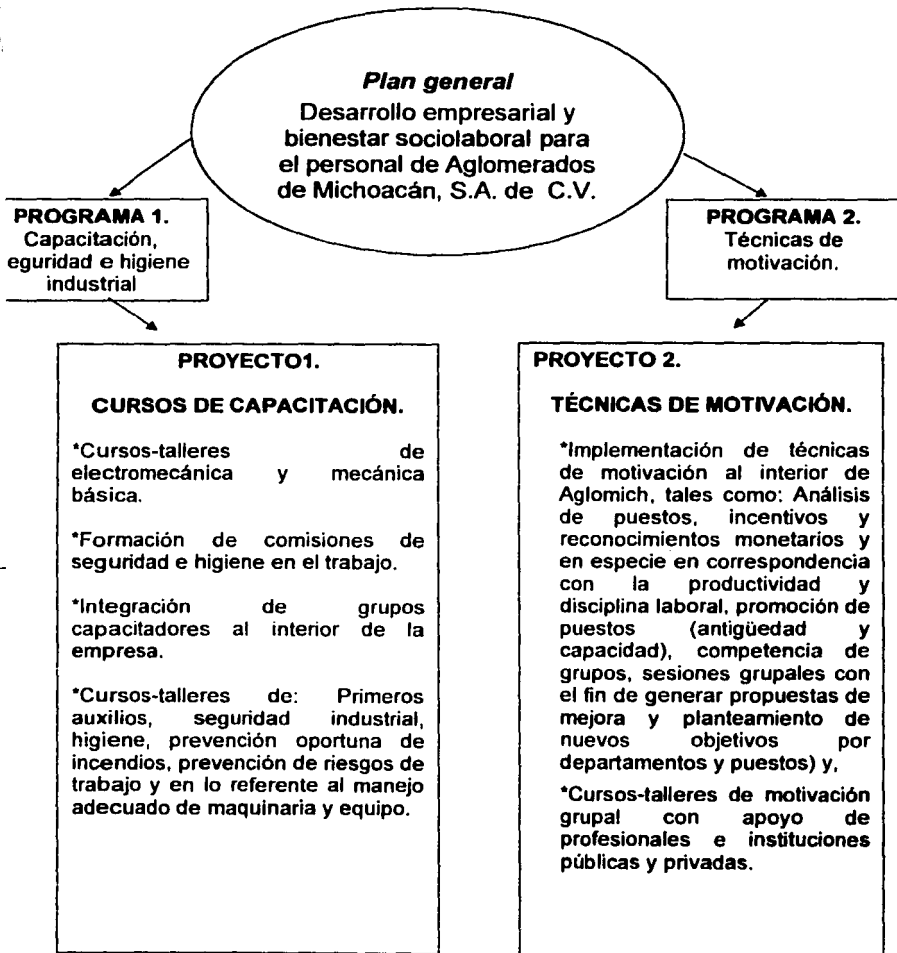 Plan general
Desarrollo empresarial y
bienestar sociolaboral para
el personal de Aglomerados
de Michoacán, S.A. de C.V.
PROGRAMA 1.
Capacitación,
eguridad e higiene
industrial
PROGRAMA 2.
Técnicas de
motivación.
PROYECTO1.
CURSOS DE CAPACITACIÓN.
*Cursos-talleres de
electromecánica y mecánica
básica.
*Formación de comisiones de
seguridad e higiene en el trabajo.
*Integración de grupos
capacitadores al interior de la
empresa.
*Cursos-talleres de: Primeros
auxilios, seguridad industrial,
higiene, prevención oportuna de
incendios, prevención de riesgos de
trabajo y en lo referente al manejo
adecuado de maquinaria y equipo.
PROYECTO 2.
TÉCNICAS DE MOTIVACIÓN.
*Implementación de técnicas
de motivación al interior de
Aglomich, tales como: Análisis
de puestos, incentivos y
reconocimientos monetarios y
en especie en correspondencia
con la productividad y
disciplina laboral, promoción de
puestos (antigüedad y
capacidad), competencia de
grupos, sesiones grupales con
el fin de generar propuestas de
mejora y planteamiento de
nuevos objetivos por
departamentos y puestos) y,
*Cursos-talleres de motivación
grupal con apoyo de
profesionales e instituciones
públicas y privadas.